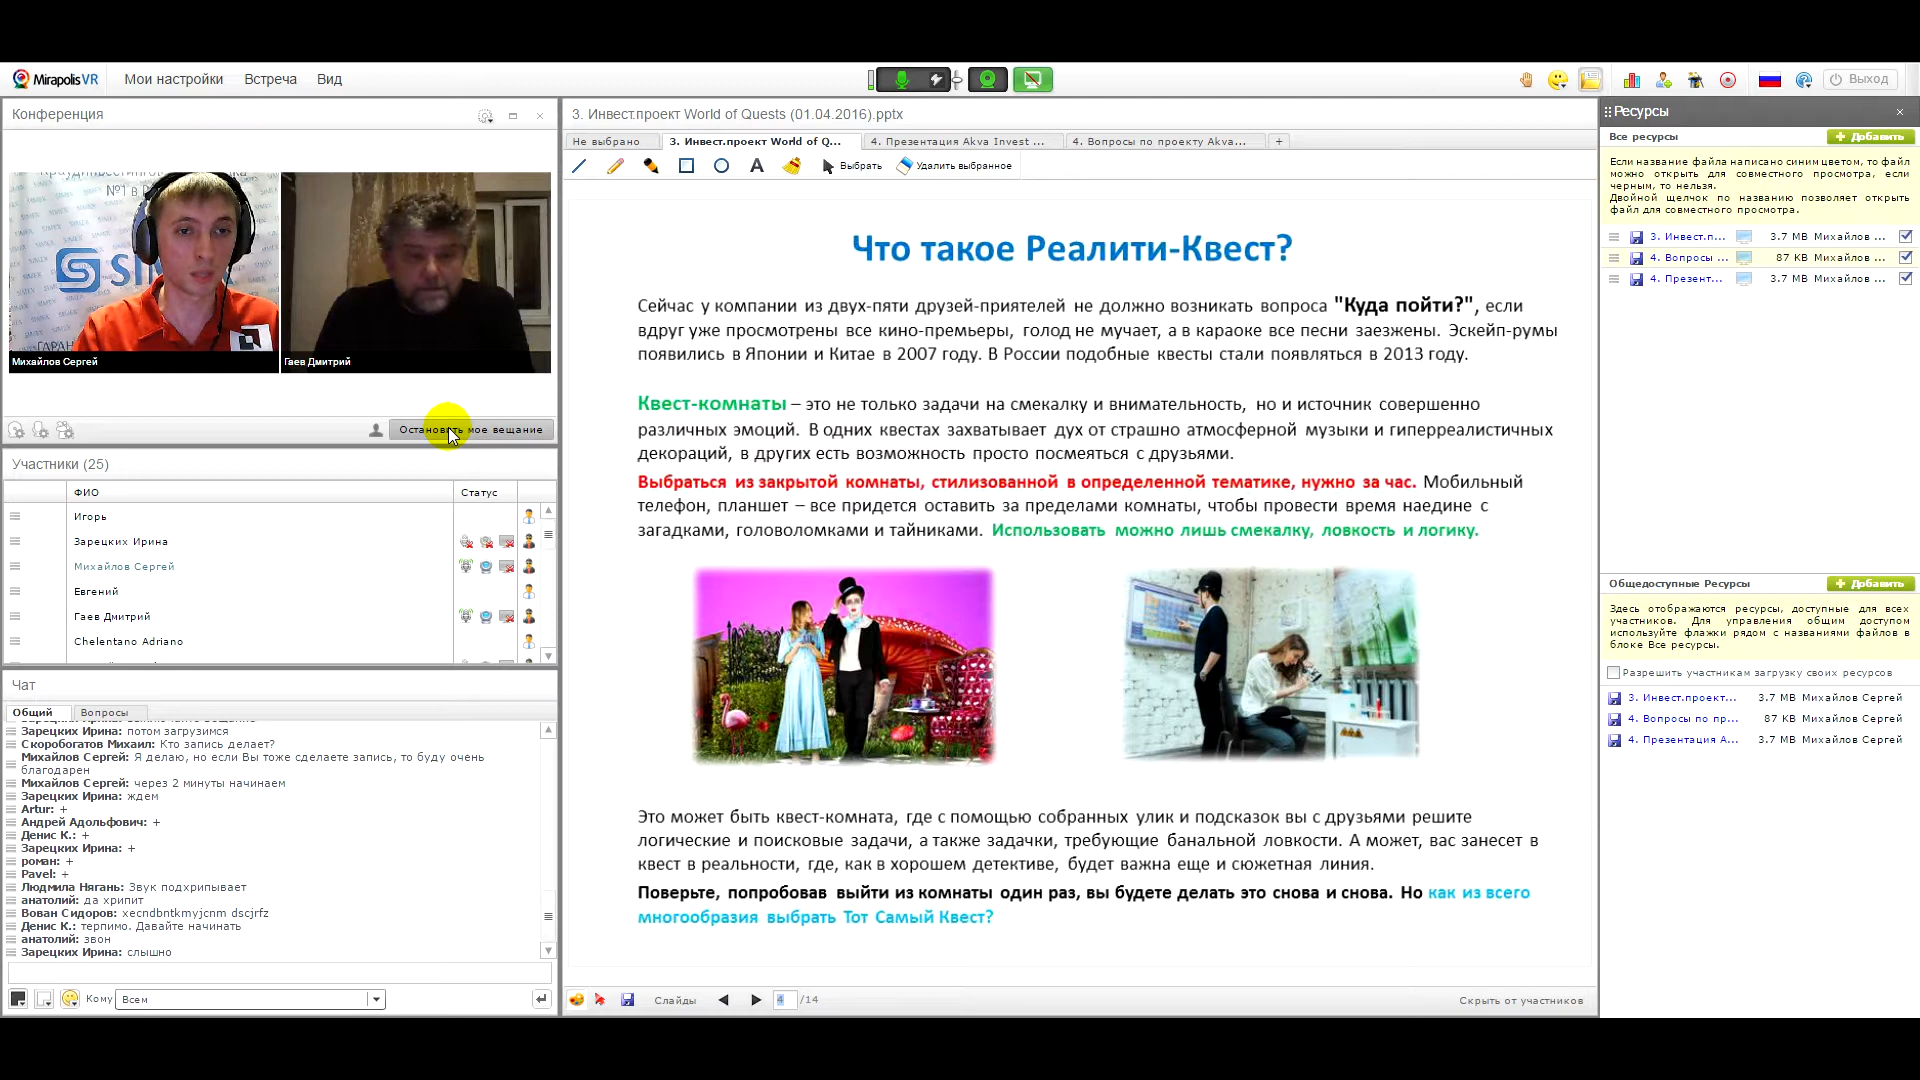 Mirapolis VR
Мои настройки
Встреча
Вид
Выход
Конференция
№1 в
Михайлов Сергей
Гаев Дмитрий
Остановить мое вещание
Участники (25)
ФИО
Статус
Игорь
Зарецких Ирина
Михайлов Сергей
Евгений
Гаев Дмитрий
Chelentano Adriano
Чат
Общий
Вопросы
Зарецких Ирина: потом загрузимся
Скоробогатов Михаил: Кто запись делает?
Михайлов Сергей: Я делаю, но если Вы тоже сделаете запись, то буду очень
благодарен
Михайлов Сергей: через 2 минуты начинаем
Зарецких Ирина: ждем
Artur: +
Андрей Адольфович: +
Денис К.: +
Зарецких Ирина: +
роман: +
Pavel: +
Людмила Нягань: Звук подхрипывает
анатолий: да хрипит
Вован Сидоров: xecndbntkmyjcnm dscjrfz
Денис К.: терпимо. Давайте начинать
анатолий: звон
Зарецких Ирина: слышно
Кому
Всем
3. Инвест.проект World of Quests (01.04.2016).pptx
Не выбрано
3. Инвест.проект World of Q...
4. Презентация Akva Invest ...
4. Вопросы по проекту Akva...
+
A
Выбрать
Удалить выбранное
Что такое Реалити-Квест?
Сейчас у компании из двух-пяти друзей-приятелей не должно возникать вопроса "Куда пойти?", если
вдруг уже просмотрены все кино-премьеры, голод не мучает, а в караоке все песни заезжены. Эскейп-румы
появились в Японии и Китае в 2007 году. В России подобные квесты стали появляться в 2013 году.
Квест-комнаты – это не только задачи на смекалку и внимательность, но и источник совершенно
различных эмоций. В одних квестах захватывает дух от страшно атмосферной музыки и гиперреалистичных
декораций, в других есть возможность просто посмеяться с друзьями.
Выбраться из закрытой комнаты, стилизованной в определенной тематике, нужно за час. Мобильный
телефон, планшет – все придется оставить за пределами комнаты, чтобы провести время наедине с
загадками, головоломками и тайниками. Использовать можно лишь смекалку, ловкость и логику.
Это может быть квест-комната, где с помощью собранных улик и подсказок вы с друзьями решите
логические и поисковые задачи, а также задачки, требующие банальной ловкости. А может, вас занесет в
квест в реальности, где, как в хорошем детективе, будет важна еще и сюжетная линия.
Поверьте, попробовав выйти из комнаты один раз, вы будете делать это снова и снова. Но как из всего
многообразия выбрать Тот Самый Квест?
Слайды
4 /14
Скрыть от участников
Ресурсы
Все ресурсы
Добавить
Если название файла написано синим цветом, то файл
можно открыть для совместного просмотра, если
черным, то нельзя.
Двойной щелчок по названию позволяет открыть
файл для совместного просмотра.
3. Инвест.п... 3.7 MB Михайлов ...
4. Вопросы ... 87 KB Михайлов ...
4. Презент... 3.7 MB Михайлов ...
Общедоступные Ресурсы
Добавить
Здесь отображаются ресурсы, доступные для всех
участников. Для управления общим доступом
используйте флажки рядом с названиями файлов в
блоке Все ресурсы.
Разрешить участникам загрузку своих ресурсов
3. Инвест.проект... 3.7 MB Михайлов Сергей
4. Вопросы по пр... 87 KB Михайлов Сергей
4. Презентация А... 3.7 MB Михайлов Сергей